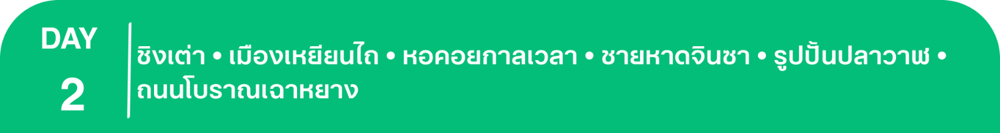 DAY
2
ชิงเต่า • เมืองเหยียนไถ • หอคอยกาลเวลา • ชายหาดจินซา • รูปปั้นปลาวาฬ •
ถนนโบราณเฉาหยาง